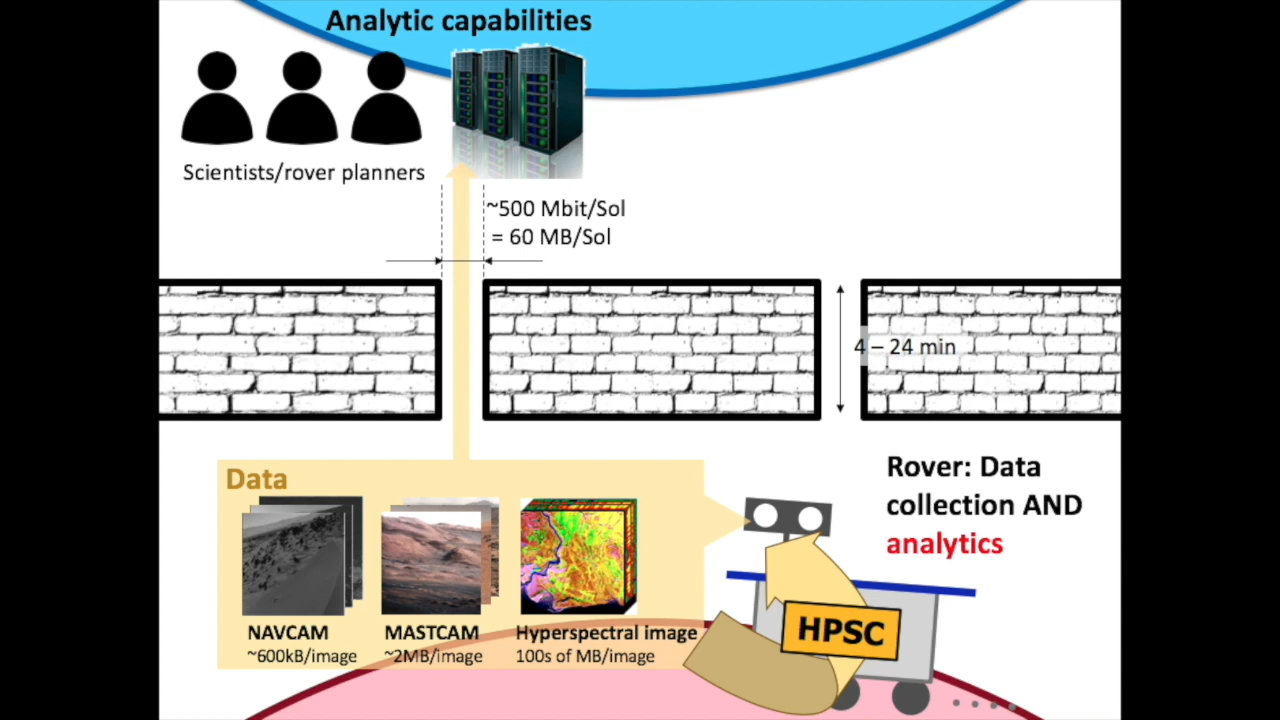 Analytic capabilities
Scientists/rover planners
~500 Mbit/Sol
= 60 MB/Sol
4 – 24 min
Rover: Data
collection AND
analytics
Data
NAVCAM
~600kB/image
MASTCAM
~2MB/image
Hyperspectral image
100s of MB/image
HPSC